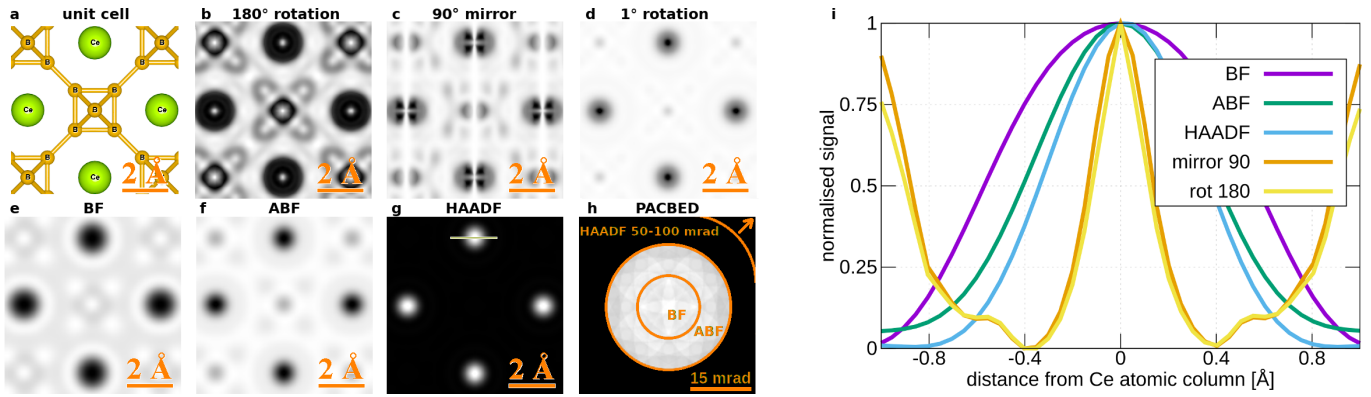 a unit cell
b 180° rotation
c 90° mirror
d 1° rotation
B B
Ce
B B
B B
Ce B Ce
B B
B B
Ce
B B
2 Å
2 Å
2 Å
2 Å
e BF
f ABF
g HAADF
h PACBED
2 Å
2 Å
2 Å
HAADF 50-100 mrad
BF
ABF
15 mrad
i
normalised signal
1
0.75
0.5
0.25
0
-0.8 -0.4 0 0.4 0.8
distance from Ce atomic column [Å]
BF
ABF
HAADF
mirror 90
rot 180